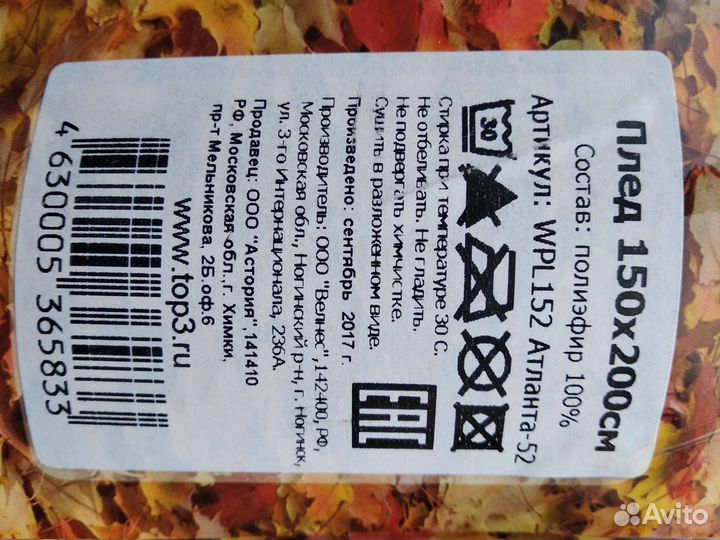 Плед 150х200см
Состав: полиэфир 100%
Артикул: WPL152 Атланта-52
30
Стирка при температуре 30 С.
Не отбеливать. Не гладить.
Не подвергать химчистке.
Сушить в разложенном виде.
Произведено: сентябрь 2017 г.
Производитель: ООО "Велнес",142400, РФ,
Московская обл., Ногинский р-н, г. Ногинск,
ул. 3-го Интернационала, 236А.
Продавец: ООО "Астория",141410
РФ, Московская обл.,г. Химки,
пр-т Мельникова, 2Б,оф.6
www.top3.ru
4 630005 365833
EAC
Avito